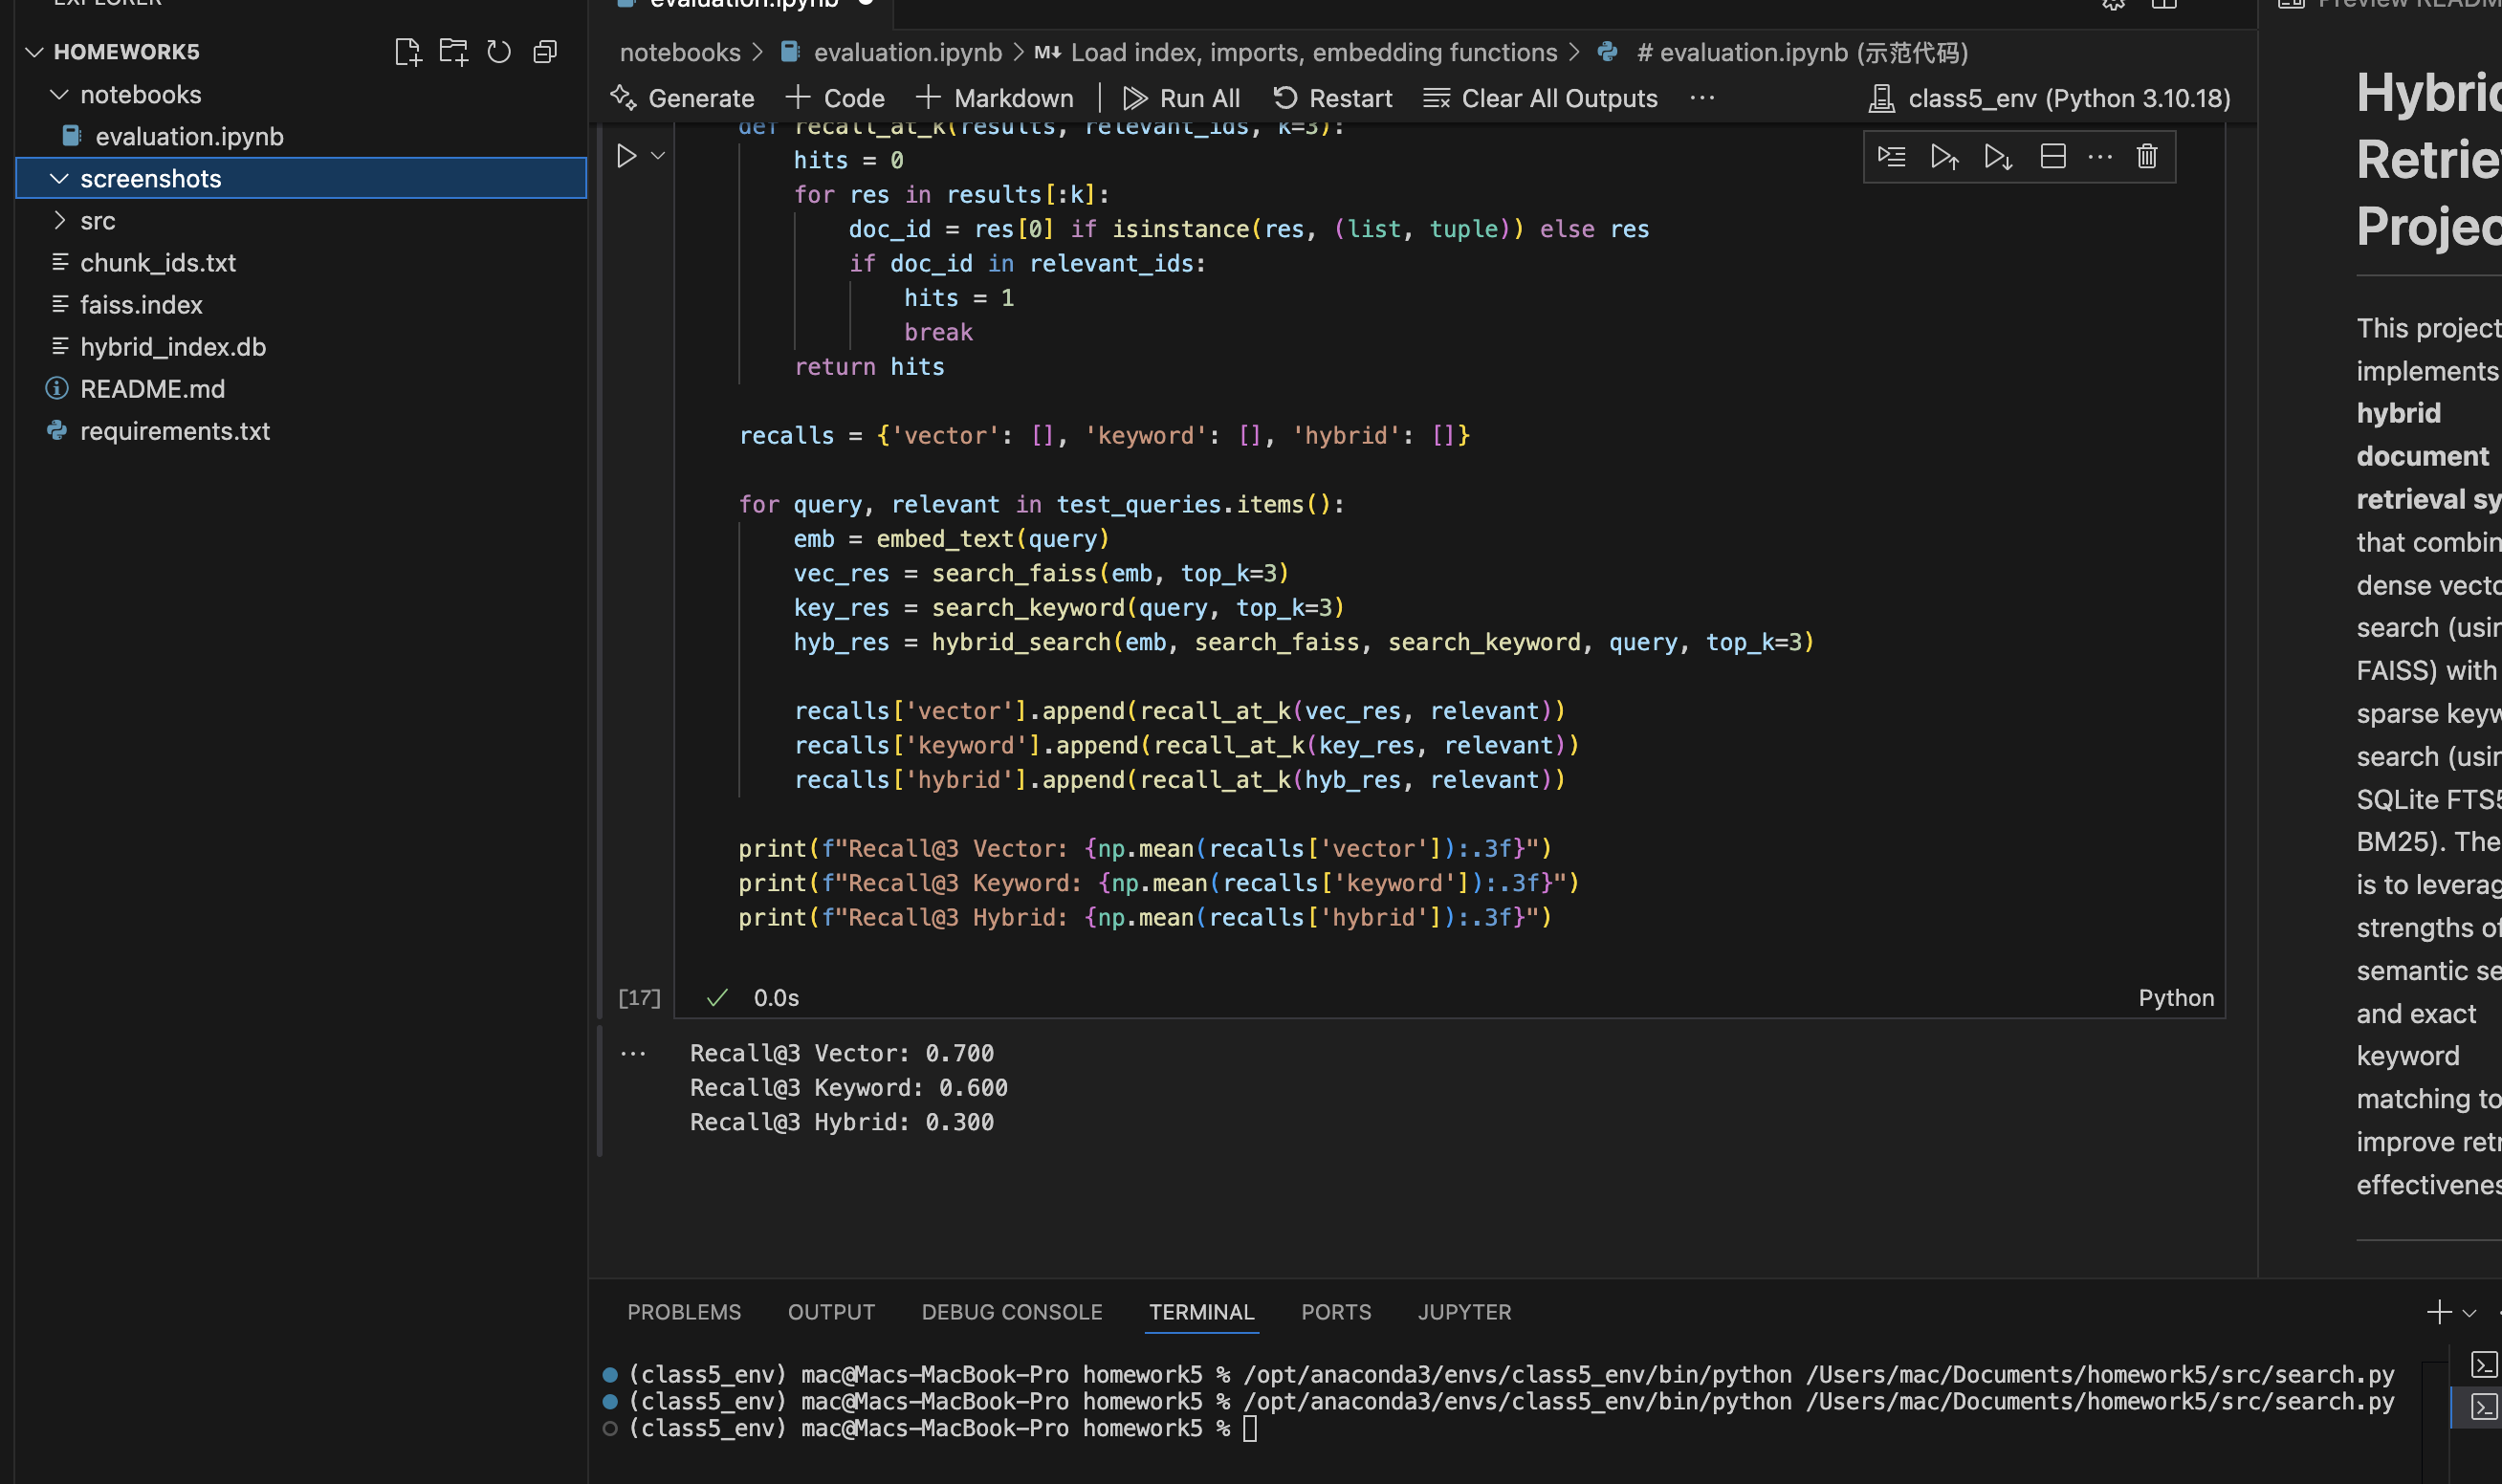 EXPLORER
HOMEWORK5
notebooks
evaluation.ipynb
screenshots
src
chunk_ids.txt
faiss.index
hybrid_index.db
README.md
requirements.txt
evaluation.ipynb
notebooks > evaluation.ipynb > M↓ Load index, imports, embedding functions > # evaluation.ipynb (示范代码)
Generate + Code + Markdown | Run All Restart Clear All Outputs ... class5_env (Python 3.10.18)
def recall_at_k(results, relevant_ids, k=3):
    hits = 0
    for res in results[:k]:
        doc_id = res[0] if isinstance(res, (list, tuple)) else res
        if doc_id in relevant_ids:
            hits = 1
            break
    return hits
recalls = {'vector': [], 'keyword': [], 'hybrid': []}
for query, relevant in test_queries.items():
    emb = embed_text(query)
    vec_res = search_faiss(emb, top_k=3)
    key_res = search_keyword(query, top_k=3)
    hyb_res = hybrid_search(emb, search_faiss, search_keyword, query, top_k=3)
    recalls['vector'].append(recall_at_k(vec_res, relevant))
    recalls['keyword'].append(recall_at_k(key_res, relevant))
    recalls['hybrid'].append(recall_at_k(hyb_res, relevant))
print(f"Recall@3 Vector: {np.mean(recalls['vector']):.3f}")
print(f"Recall@3 Keyword: {np.mean(recalls['keyword']):.3f}")
print(f"Recall@3 Hybrid: {np.mean(recalls['hybrid']):.3f}")
[17] ✓ 0.0s Python
... Recall@3 Vector: 0.700
Recall@3 Keyword: 0.600
Recall@3 Hybrid: 0.300
PROBLEMS OUTPUT DEBUG CONSOLE TERMINAL PORTS JUPYTER
(class5_env) mac@Macs-MacBook-Pro homework5 % /opt/anaconda3/envs/class5_env/bin/python /Users/mac/Documents/homework5/src/search.py
(class5_env) mac@Macs-MacBook-Pro homework5 % /opt/anaconda3/envs/class5_env/bin/python /Users/mac/Documents/homework5/src/search.py
(class5_env) mac@Macs-MacBook-Pro homework5 %
Preview README
Hybrid
Retrie
Projec
This project
implements
hybrid
document
retrieval sy
that combin
dense vecto
search (usin
FAISS) with
sparse keyw
search (usin
SQLite FTS5
BM25). The
is to leverag
strengths of
semantic se
and exact
keyword
matching to
improve retr
effectivenes